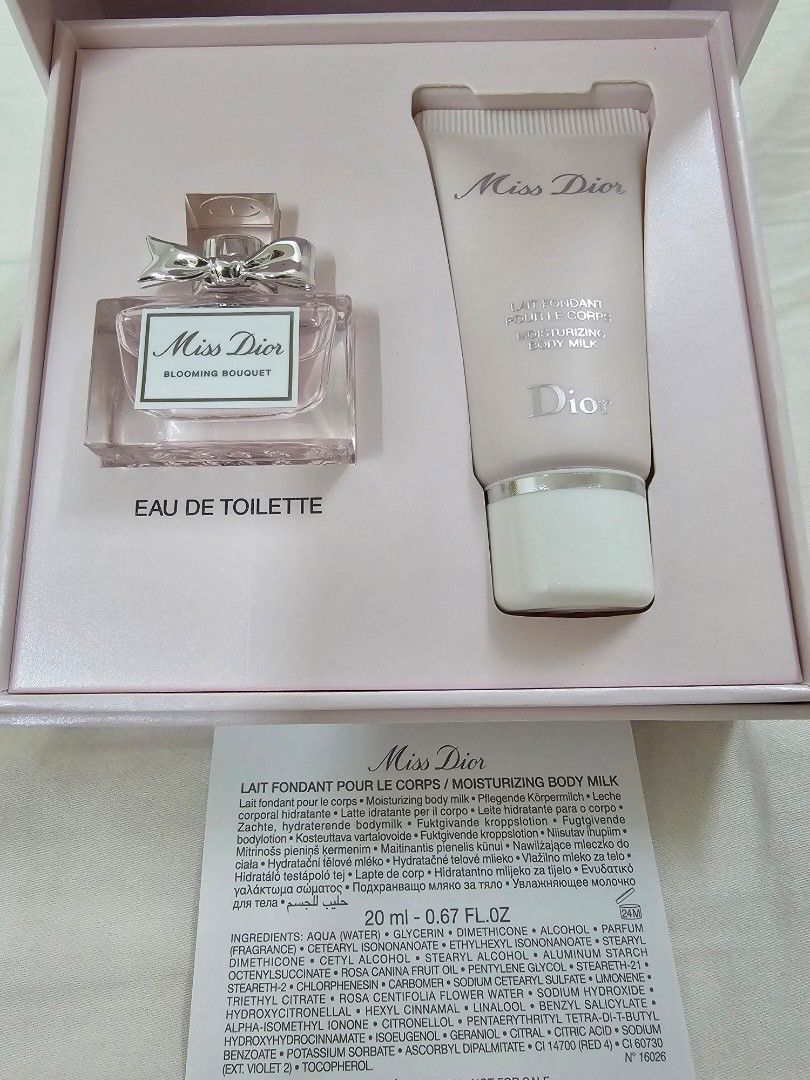 Miss Dior
BLOOMING BOUQUET
EAU DE TOILETTE
Miss Dior
LAIT FONDANT
POUR LE CORPS
MOISTURIZING
BODY MILK
Dior
Miss Dior
LAIT FONDANT POUR LE CORPS / MOISTURIZING BODY MILK
Lait fondant pour le corps • Moisturizing body milk • Pflegende Körpermilch • Leche
corporal hidratante • Latte idratante per il corpo • Leite hidratante para o corpo •
Zachte, hydraterende bodymilk • Fuktgivande kroppslotion • Fugtgivende
bodylotion • Kosteuttava vartalovoide • Fuktgivende kroppslotion • Niisutav ihupiim •
Mitrinošs pieniņš ķermenim • Maitinantis pienelis kūnui • Nawilżające mleczko do
ciała • Hydratační tělové mléko • Hydratačné telové mlieko • Vlažilno mleko za telo •
Hidratáló testápoló tej • Lapte de corp • Hidratantno mlijeko za tijelo • Ενυδατικό
γαλάκτωμα σώματος • Подхранващо мляко за тяло • Увлажняющее молочко
для тела • حليب للجسم
20 ml - 0.67 FL.OZ
24M
INGREDIENTS: AQUA (WATER) • GLYCERIN • DIMETHICONE • ALCOHOL • PARFUM
(FRAGRANCE) • CETEARYL ISONONANOATE • ETHYLHEXYL ISONONANOATE • STEARYL
DIMETHICONE • CETYL ALCOHOL • STEARYL ALCOHOL • ALUMINUM STARCH
OCTENYLSUCCINATE • ROSA CANINA FRUIT OIL • PENTYLENE GLYCOL • STEARETH-21 •
STEARETH-2 • CHLORPHENESIN • CARBOMER • SODIUM CETEARYL SULFATE • LIMONENE •
TRIETHYL CITRATE • ROSA CENTIFOLIA FLOWER WATER • SODIUM HYDROXIDE •
HYDROXYCITRONELLAL • HEXYL CINNAMAL • LINALOOL • BENZYL SALICYLATE •
ALPHA-ISOMETHYL IONONE • CITRONELLOL • PENTAERYTHRITYL TETRA-DI-T-BUTYL
HYDROXYHYDROCINNAMATE • ISOEUGENOL • GERANIOL • CITRAL • CITRIC ACID • SODIUM
BENZOATE • POTASSIUM SORBATE • ASCORBYL DIPALMITATE • CI 14700 (RED 4) • CI 60730
(EXT. VIOLET 2) • TOCOPHEROL.
N° 16026